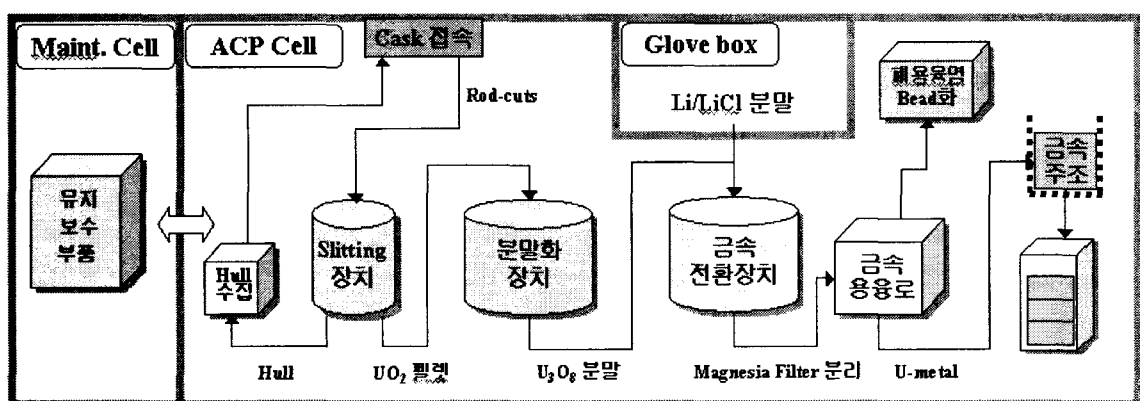 Maint. Cell
ACP Cell
Cask 접속
Glove box
폐용융염
Bead화
Rod-cuts
Li/LiCl 분말
금속
주조
뮤지
보수
부품
Hull
수집
Slitting
장치
분말화
장치
금속
전환장치
금속
용융로
Hull
UO₂ 펠렛
U₃O₈ 분말
Magnesia Filter 분리
U-metal